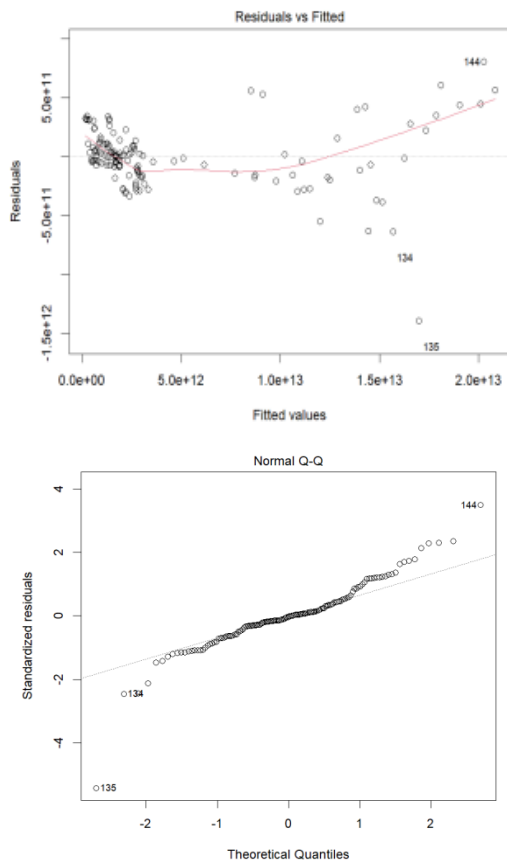 Residuals vs Fitted
144
5.0e+11
Residuals
-5.0e+11
134
-1.5e+12
135
0.0e+00 5.0e+12 1.0e+13 1.5e+13 2.0e+13
Fitted values
Normal Q-Q
4
144
2
Standardized residuals
0
-2
134
-4
135
-2 -1 0 1 2
Theoretical Quantiles